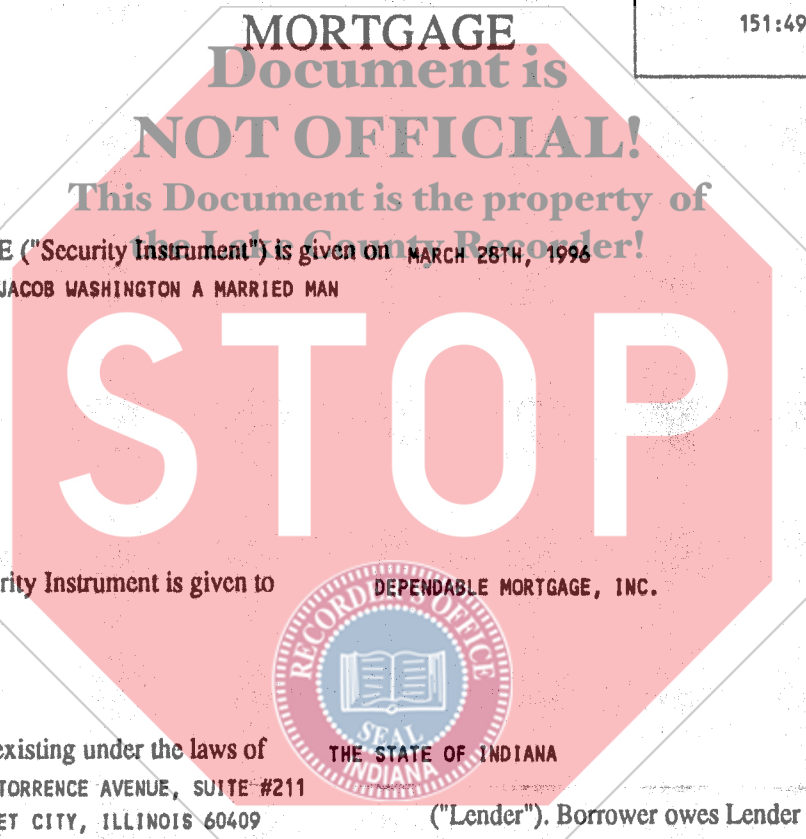 151:49
MORTGAGE
Document is
NOT OFFICIAL!
This Document is the property of
the Lake County Recorder!
E ("Security Instrument") is given on MARCH 28TH, 1996
JACOB WASHINGTON A MARRIED MAN
STOP
rity Instrument is given to DEPENDABLE MORTGAGE, INC.
RECORDER'S OFFICE
SEAL
INDIANA
existing under the laws of THE STATE OF INDIANA
TORRENCE AVENUE, SUITE #211
ET CITY, ILLINOIS 60409 ("Lender"). Borrower owes Lender